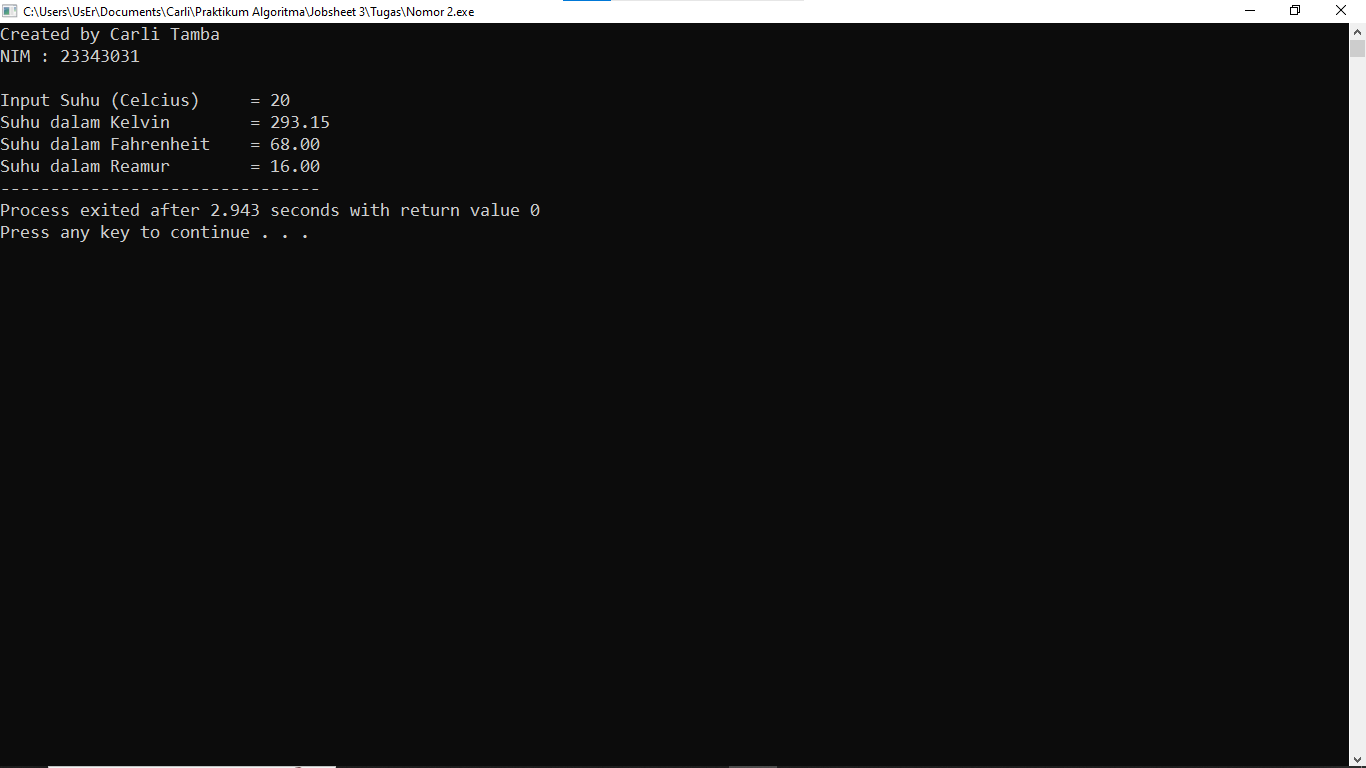 C:\Users\UsEr\Documents\Carli\Praktikum Algoritma\Jobsheet 3\Tugas\Nomor 2.exe
Created by Carli Tamba
NIM : 23343031
Input Suhu (Celcius)     = 20
Suhu dalam Kelvin        = 293.15
Suhu dalam Fahrenheit    = 68.00
Suhu dalam Reamur        = 16.00
--------------------------------
Process exited after 2.943 seconds with return value 0
Press any key to continue . . .